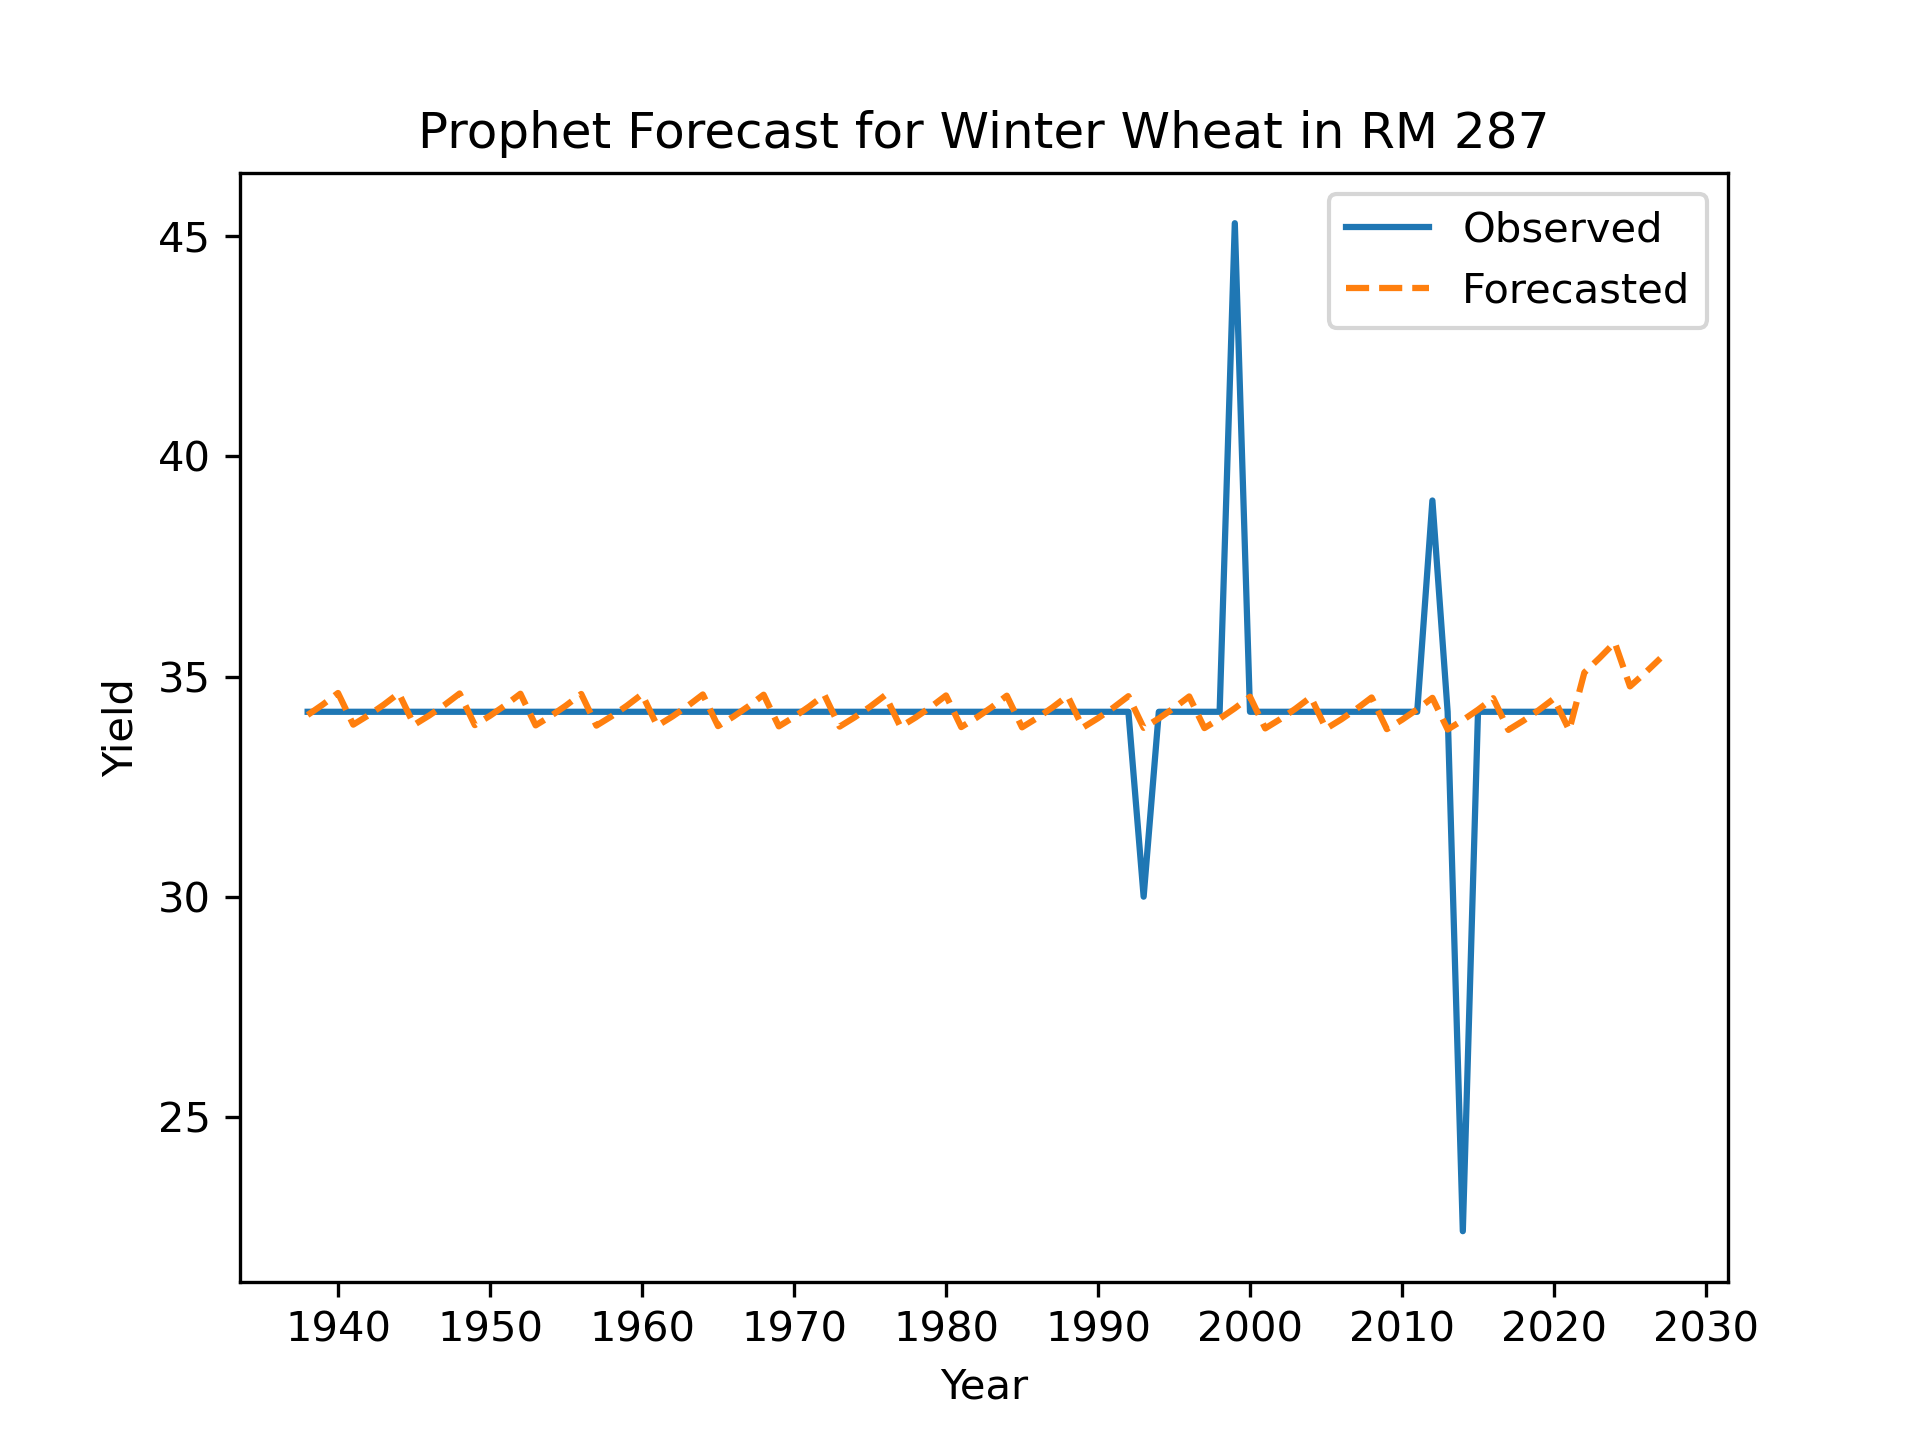 Prophet Forecast for Winter Wheat in RM 287
Observed
Forecasted
45
40
35
30
25
Yield
1940 1950 1960 1970 1980 1990 2000 2010 2020 2030
Year